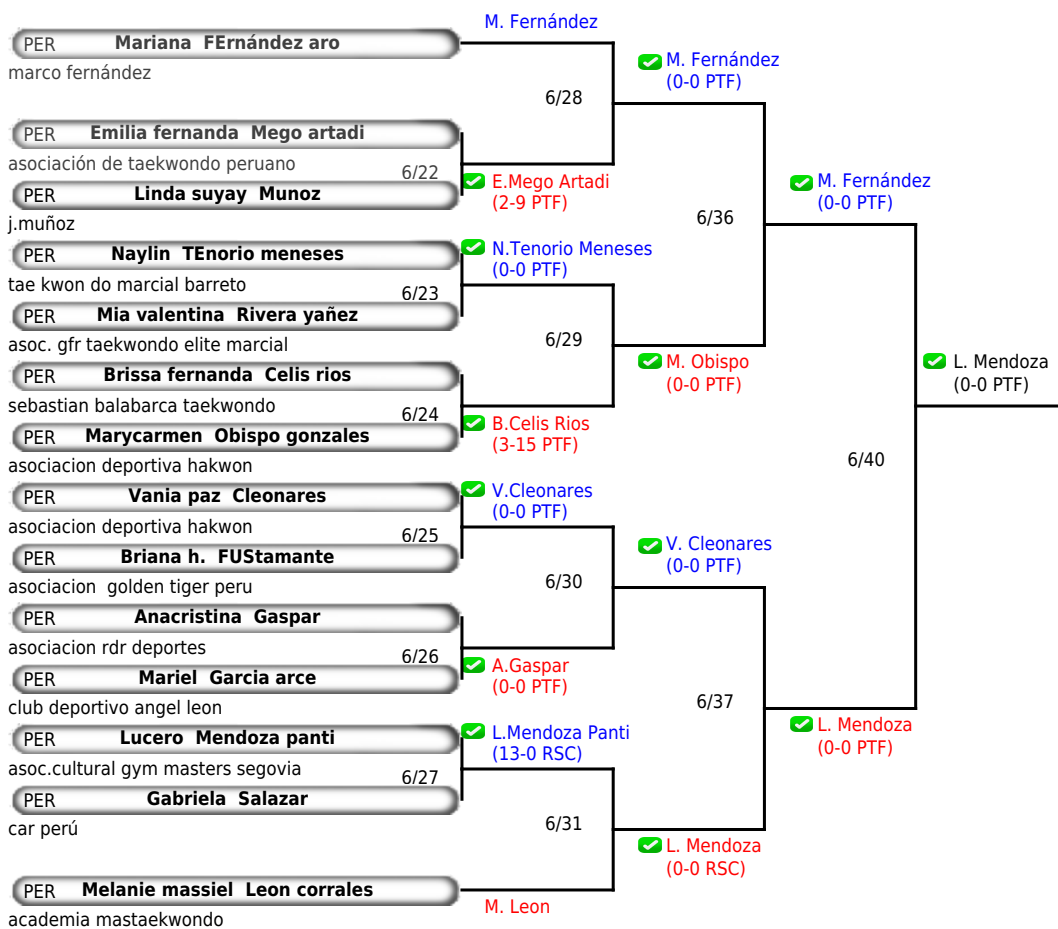 M. Fernández
PER Mariana FErnández aro
marco fernández
M. Fernández
(0-0 PTF)
6/28
PER Emilia fernanda Mego artadi
asociación de taekwondo peruano
6/22
PER Linda suyay Munoz
j.muñoz
E.Mego Artadi
(2-9 PTF)
M. Fernández
(0-0 PTF)
6/36
PER Naylin TEnorio meneses
tae kwon do marcial barreto
N.Tenorio Meneses
(0-0 PTF)
6/23
PER Mia valentina Rivera yañez
asoc. gfr taekwondo elite marcial
6/29
PER Brissa fernanda Celis rios
sebastian balabarca taekwondo
M. Obispo
(0-0 PTF)
L. Mendoza
(0-0 PTF)
6/24
PER Marycarmen Obispo gonzales
asociacion deportiva hakwon
B.Celis Rios
(3-15 PTF)
6/40
PER Vania paz Cleonares
asociacion deportiva hakwon
V.Cleonares
(0-0 PTF)
6/25
PER Briana h. FUStamante
asociacion golden tiger peru
V. Cleonares
(0-0 PTF)
6/30
PER Anacristina Gaspar
asociacion rdr deportes
6/26
PER Mariel Garcia arce
club deportivo angel leon
A.Gaspar
(0-0 PTF)
6/37
PER Lucero Mendoza panti
asoc.cultural gym masters segovia
L.Mendoza Panti
(13-0 RSC)
L. Mendoza
(0-0 PTF)
6/27
PER Gabriela Salazar
car perú
6/31
L. Mendoza
(0-0 RSC)
PER Melanie massiel Leon corrales
academia mastaekwondo
M. Leon